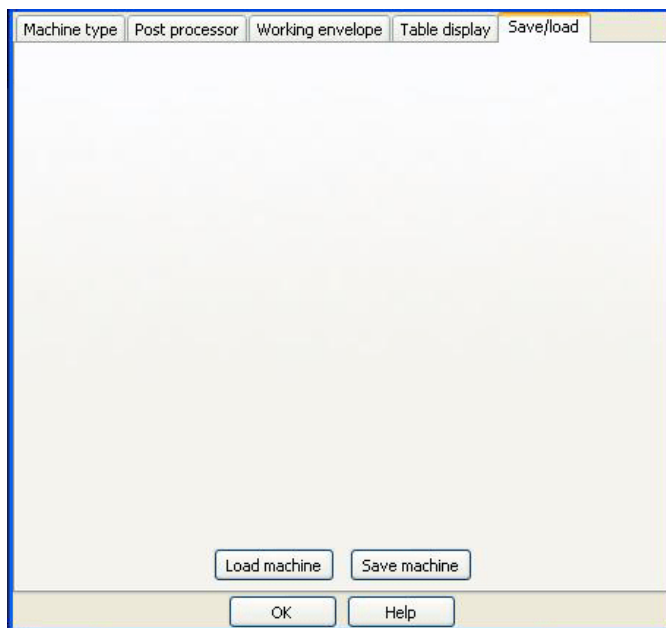 Machine type Post processor Working envelope Table display Save/load
Load machine Save machine
OK Help